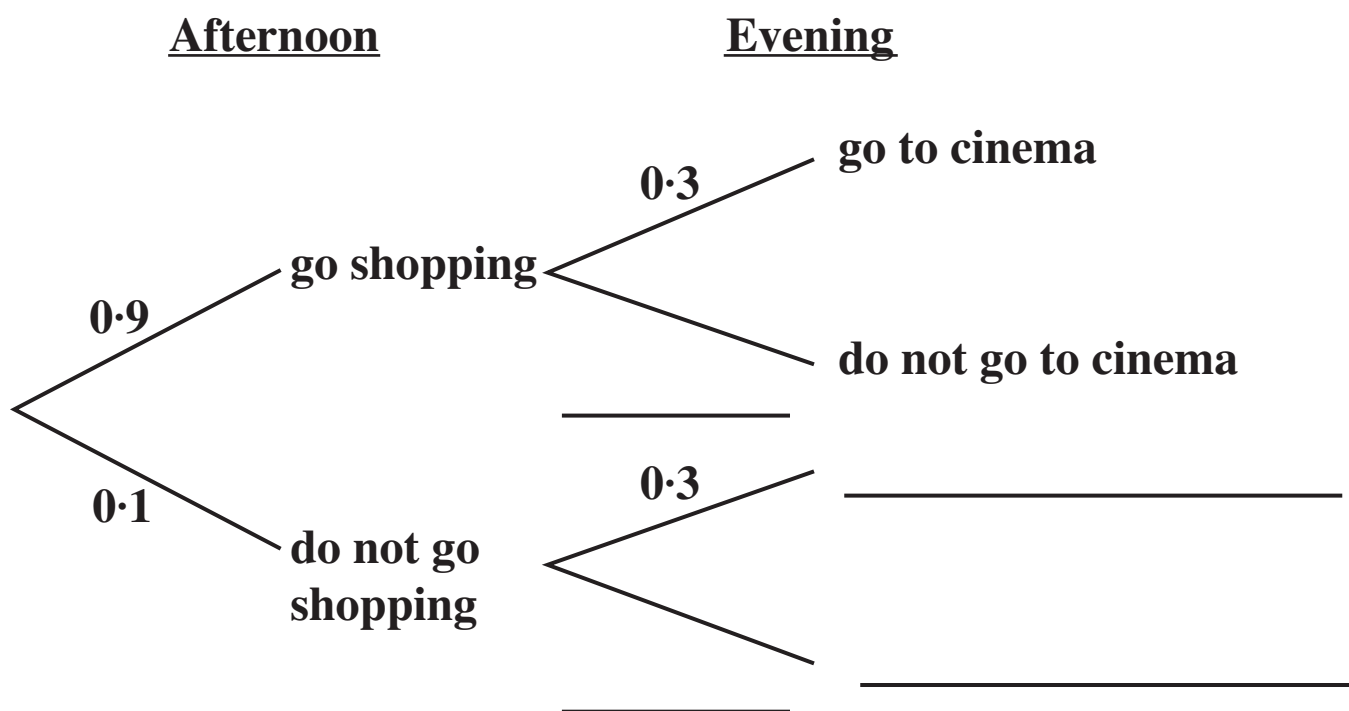 Afternoon Evening
go to cinema
0·3
go shopping
0·9
do not go to cinema
0·3
0·1
do not go
shopping